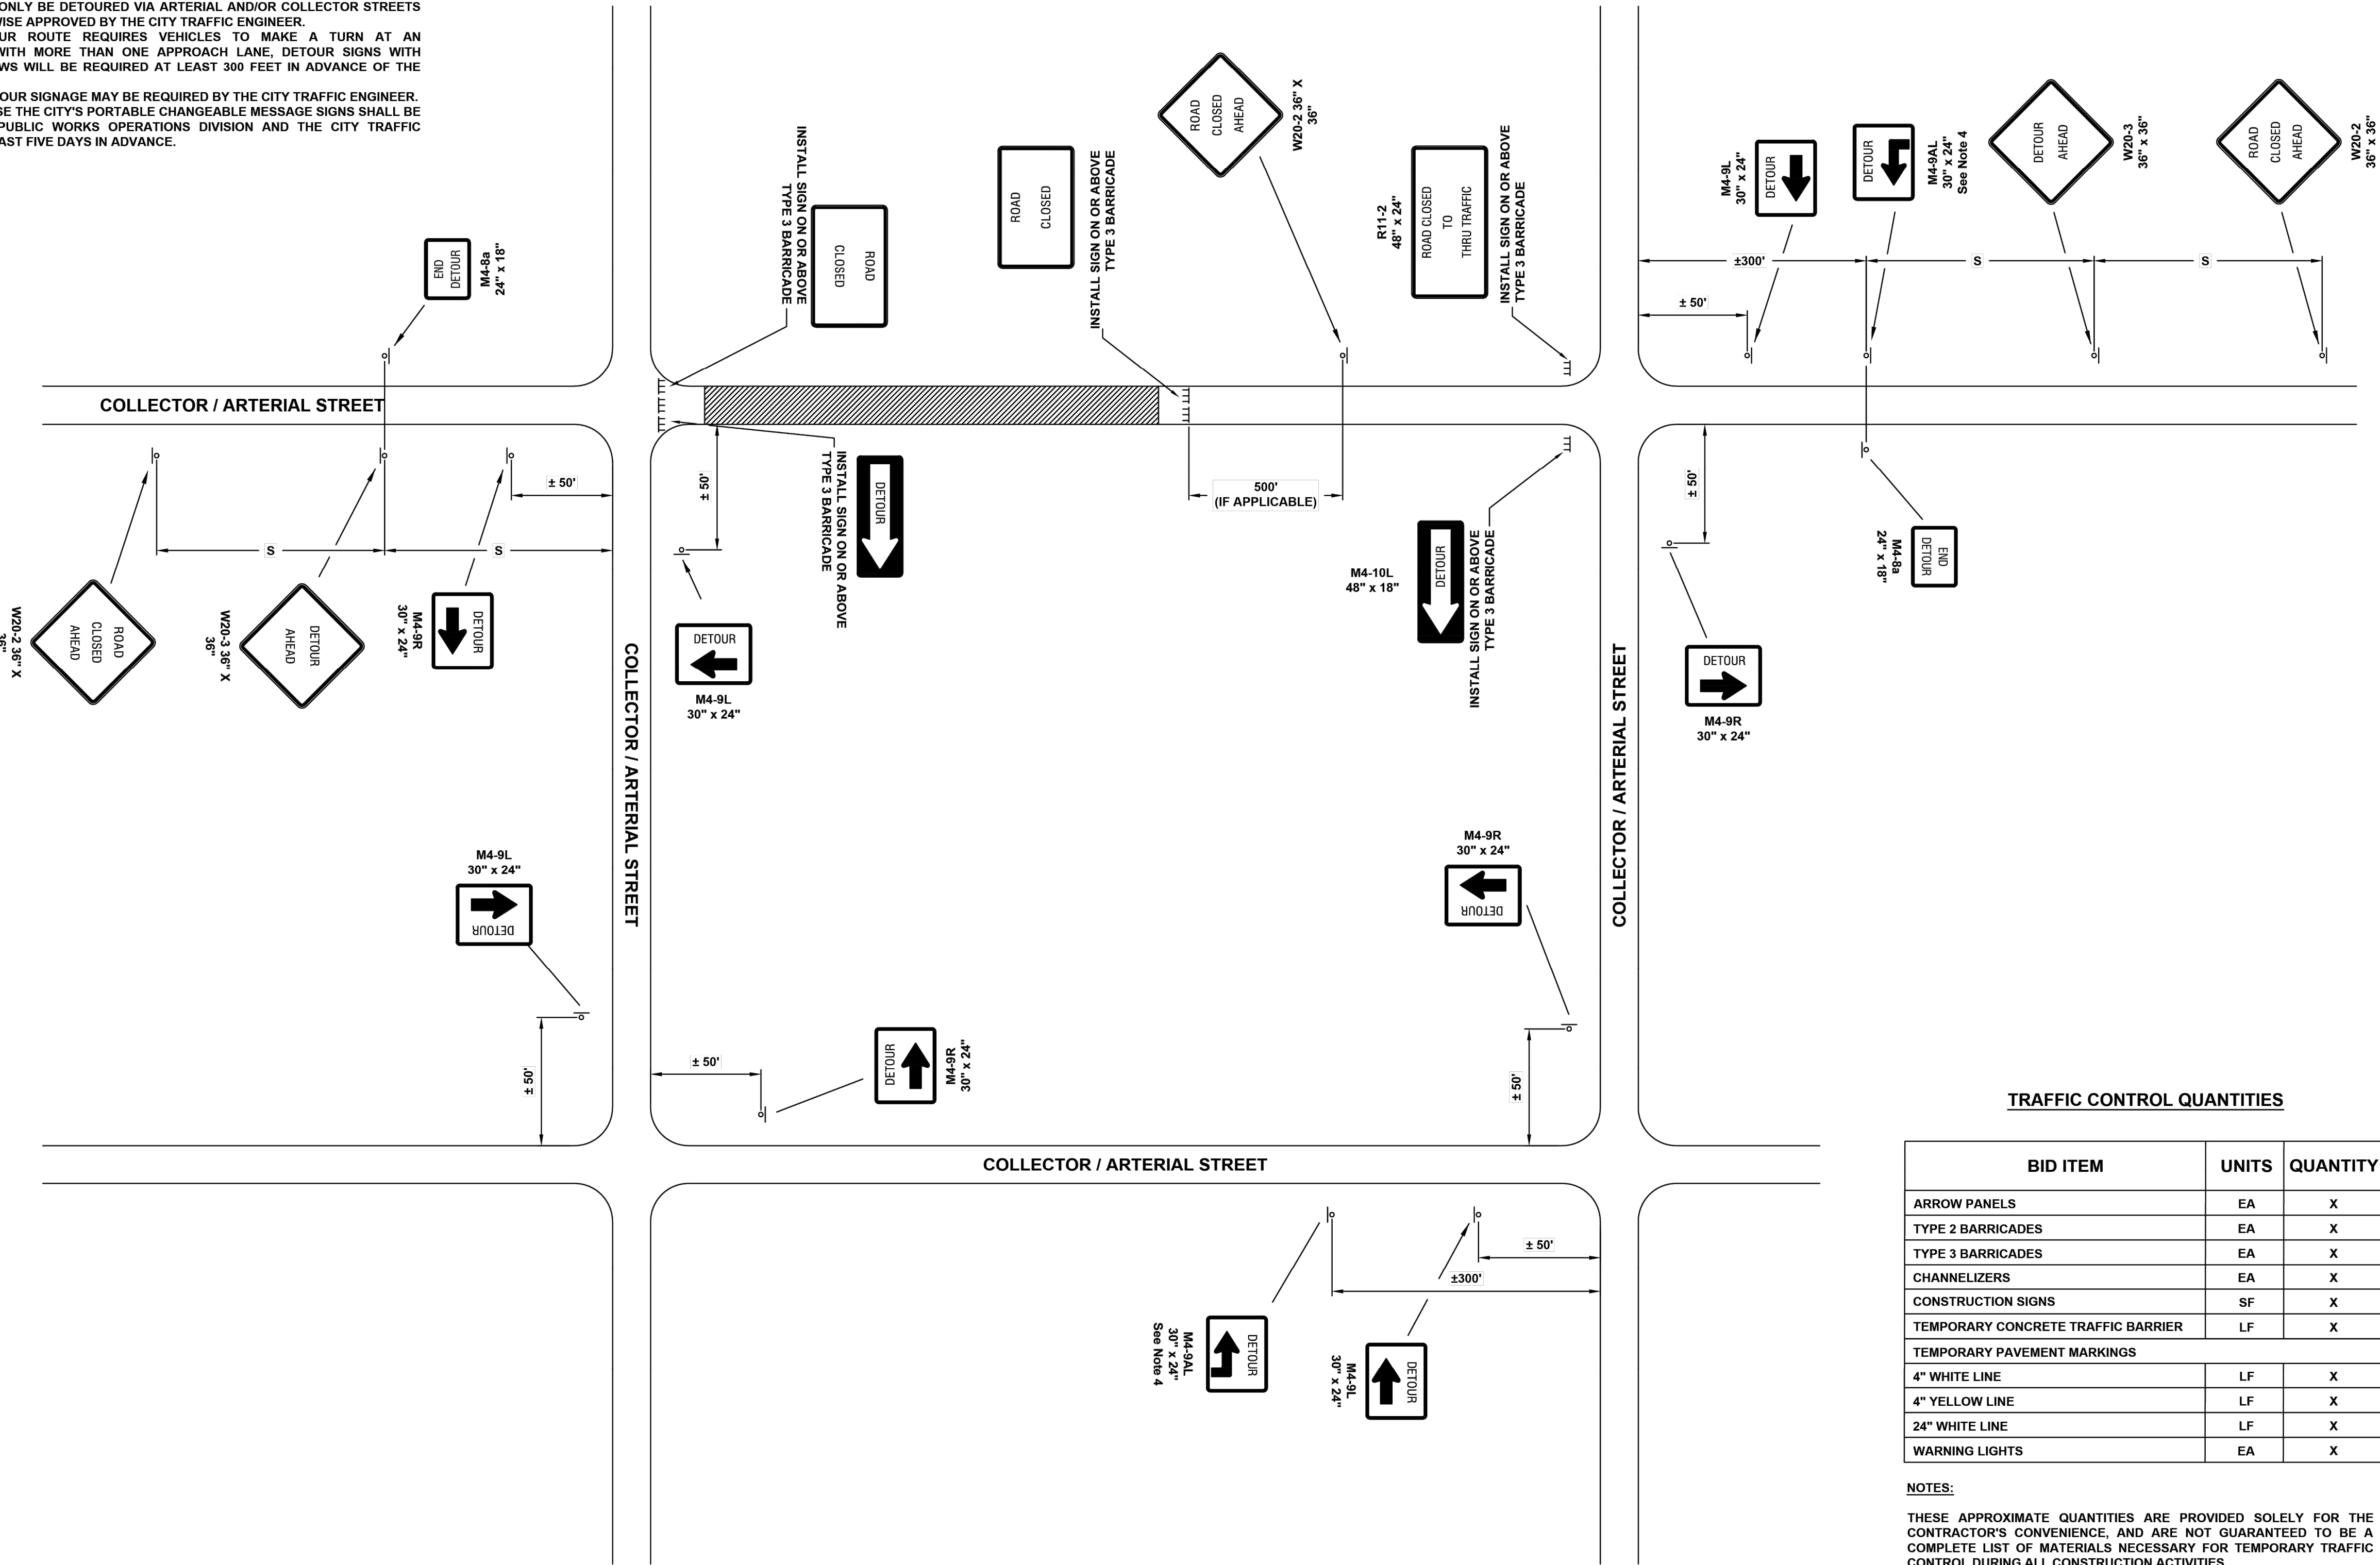 ONLY BE DETOURED VIA ARTERIAL AND/OR COLLECTOR STREETS
WISE APPROVED BY THE CITY TRAFFIC ENGINEER.
UR ROUTE REQUIRES VEHICLES TO MAKE A TURN AT AN
WITH MORE THAN ONE APPROACH LANE, DETOUR SIGNS WITH
WS WILL BE REQUIRED AT LEAST 300 FEET IN ADVANCE OF THE
OUR SIGNAGE MAY BE REQUIRED BY THE CITY TRAFFIC ENGINEER.
SE THE CITY'S PORTABLE CHANGEABLE MESSAGE SIGNS SHALL BE
PUBLIC WORKS OPERATIONS DIVISION AND THE CITY TRAFFIC
AST FIVE DAYS IN ADVANCE.
END
DETOUR
M4-8a
24" x 18"
INSTALL SIGN ON OR ABOVE
TYPE 3 BARRICADE
ROAD
CLOSED
ROAD
CLOSED
INSTALL SIGN ON OR ABOVE
TYPE 3 BARRICADE
ROAD
CLOSED
AHEAD
W20-2 36" X
36"
R11-2
48" x 24"
ROAD CLOSED
TO
THRU TRAFFIC
INSTALL SIGN ON OR ABOVE
TYPE 3 BARRICADE
M4-9L
30" x 24"
DETOUR
DETOUR
M4-9AL
30" x 24"
See Note 4
DETOUR
AHEAD
W20-3
36" x 36"
ROAD
CLOSED
AHEAD
W20-2
36" x 36"
±300'
S
S
± 50'
COLLECTOR / ARTERIAL STREET
± 50'
S
S
± 50'
INSTALL SIGN ON OR ABOVE
TYPE 3 BARRICADE
DETOUR
500'
(IF APPLICABLE)
M4-10L
48" x 18"
DETOUR
INSTALL SIGN ON OR ABOVE
TYPE 3 BARRICADE
± 50'
END
DETOUR
M4-8a
24" x 18"
W20-2 36" X
36"
ROAD
CLOSED
AHEAD
W20-3 36" X
36"
DETOUR
AHEAD
M4-9R
30" x 24"
DETOUR
DETOUR
M4-9L
30" x 24"
COLLECTOR / ARTERIAL STREET
COLLECTOR / ARTERIAL STREET
DETOUR
M4-9R
30" x 24"
M4-9L
30" x 24"
DETOUR
M4-9R
30" x 24"
DETOUR
± 50'
± 50'
DETOUR
M4-9R
30" x 24"
± 50'
COLLECTOR / ARTERIAL STREET
± 50'
±300'
DETOUR
M4-9AL
30" x 24"
See Note 4
DETOUR
M4-9L
30" x 24"
TRAFFIC CONTROL QUANTITIES
BID ITEM UNITS QUANTITY
ARROW PANELS EA X
TYPE 2 BARRICADES EA X
TYPE 3 BARRICADES EA X
CHANNELIZERS EA X
CONSTRUCTION SIGNS SF X
TEMPORARY CONCRETE TRAFFIC BARRIER LF X
TEMPORARY PAVEMENT MARKINGS
4" WHITE LINE LF X
4" YELLOW LINE LF X
24" WHITE LINE LF X
WARNING LIGHTS EA X
NOTES:
THESE APPROXIMATE QUANTITIES ARE PROVIDED SOLELY FOR THE
CONTRACTOR'S CONVENIENCE, AND ARE NOT GUARANTEED TO BE A
COMPLETE LIST OF MATERIALS NECESSARY FOR TEMPORARY TRAFFIC
CONTROL DURING ALL CONSTRUCTION ACTIVITIES